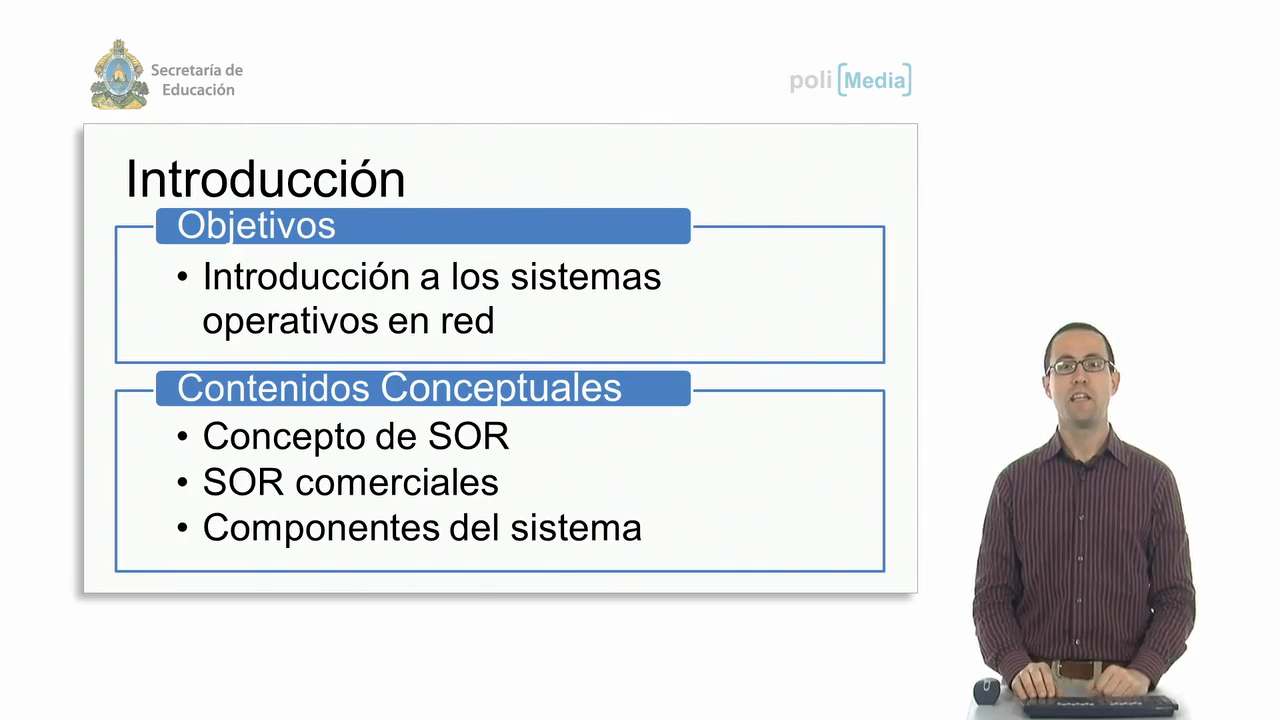 Secretaría de
Educación
poli [Media]
Introducción
Objetivos
• Introducción a los sistemas
operativos en red
Contenidos Conceptuales
• Concepto de SOR
• SOR comerciales
• Componentes del sistema